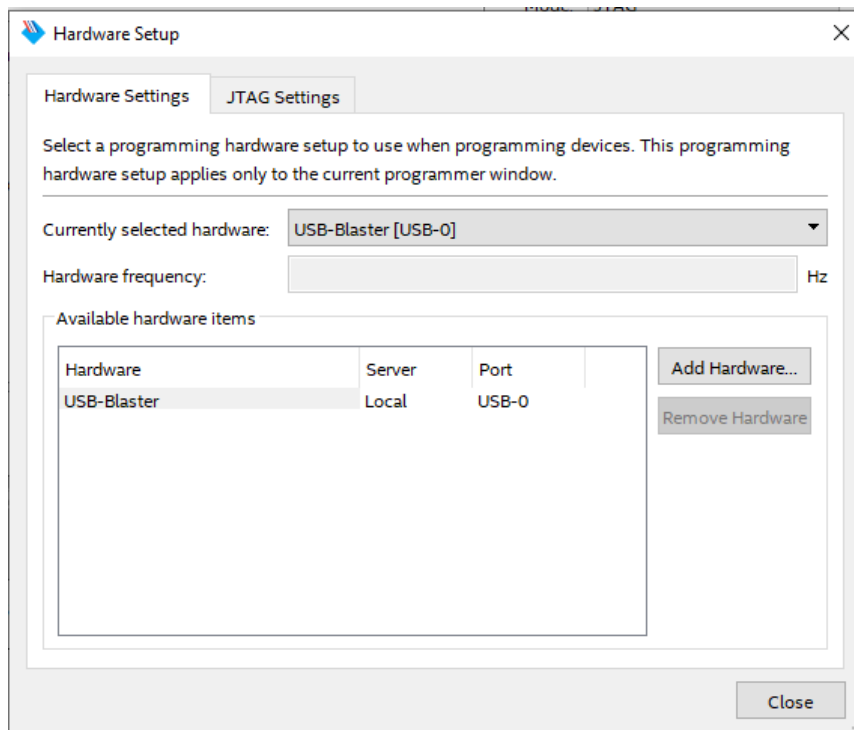 Hardware Setup
Hardware Settings
JTAG Settings
Select a programming hardware setup to use when programming devices. This programming
hardware setup applies only to the current programmer window.
Currently selected hardware:
USB-Blaster [USB-0]
Hardware frequency:
Hz
Available hardware items
Hardware Server Port
USB-Blaster Local USB-0
Add Hardware...
Remove Hardware
Close